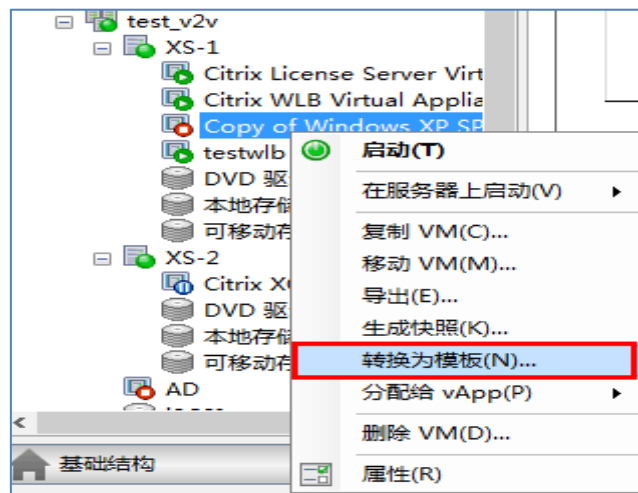 test_v2v
XS-1
Citrix License Server Virt
Citrix WLB Virtual Applia
Copy of Windows XP SP
testwlb
DVD 驱
本地存储
可移动存
XS-2
Citrix
DVD 驱
本地存储
可移动存
AD
基础结构
启动(T)
在服务器上启动(V)
复制 VM(C)...
移动 VM(M)...
导出(E)...
生成快照(K)...
转换为模板(N)...
分配给 vApp(P)
删除 VM(D)...
属性(R)